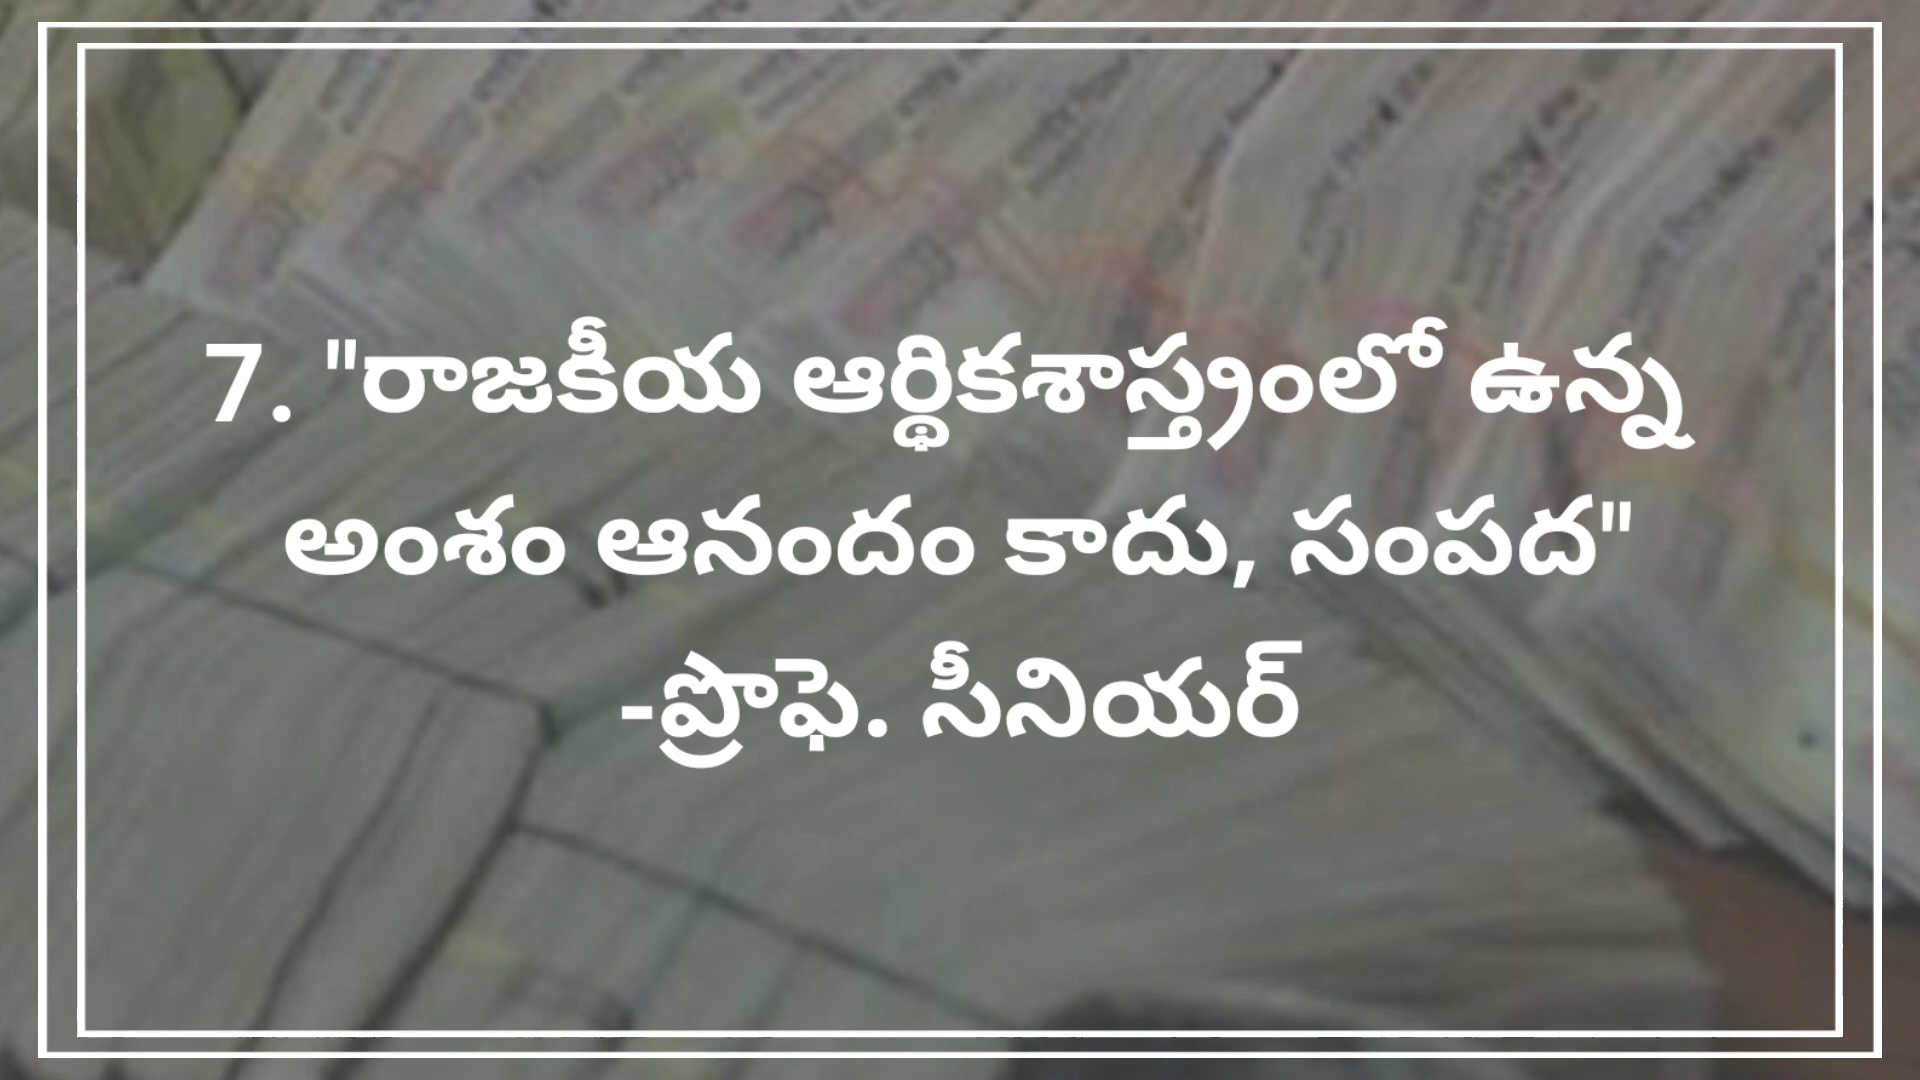 7. "రాజకీయ ఆర్థికశాస్త్రంలో ఉన్న
అంశం ఆనందం కాదు, సంపద"
-ప్రొఫె. సీనియర్